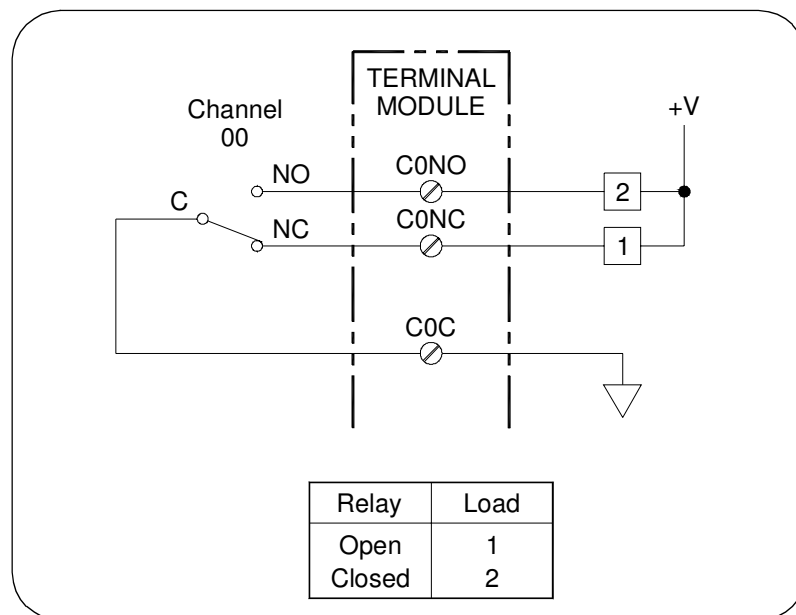 TERMINAL
MODULE
Channel
00
+V
NO
C0NO
2
C
NC
C0NC
1
C0C
Relay Load
Open 1
Closed 2